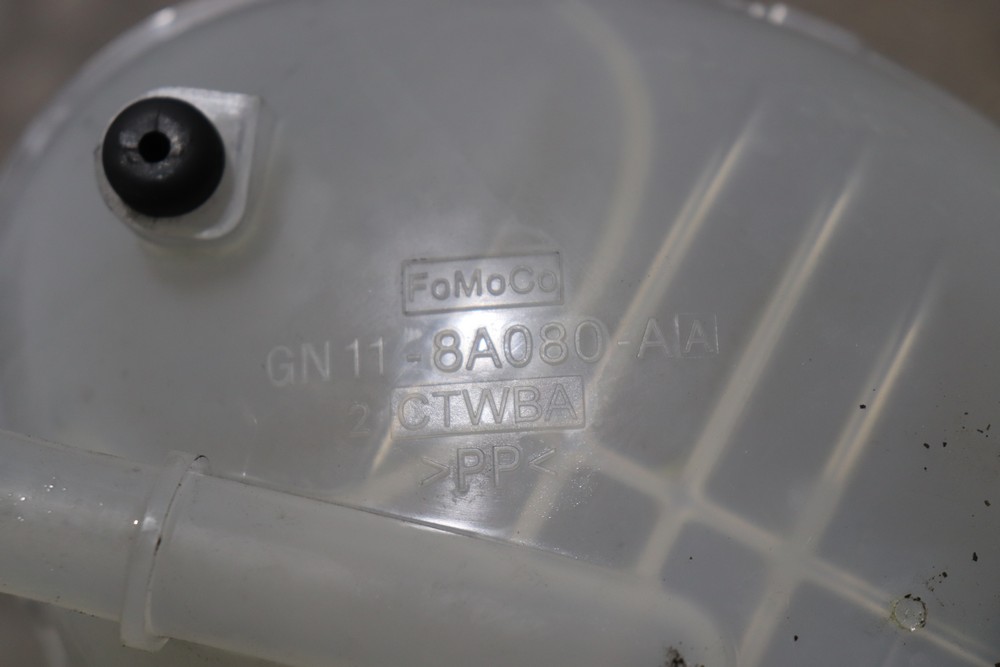 FoMoCo
GN11-8A080-AA
2 CTWBA
>PP<